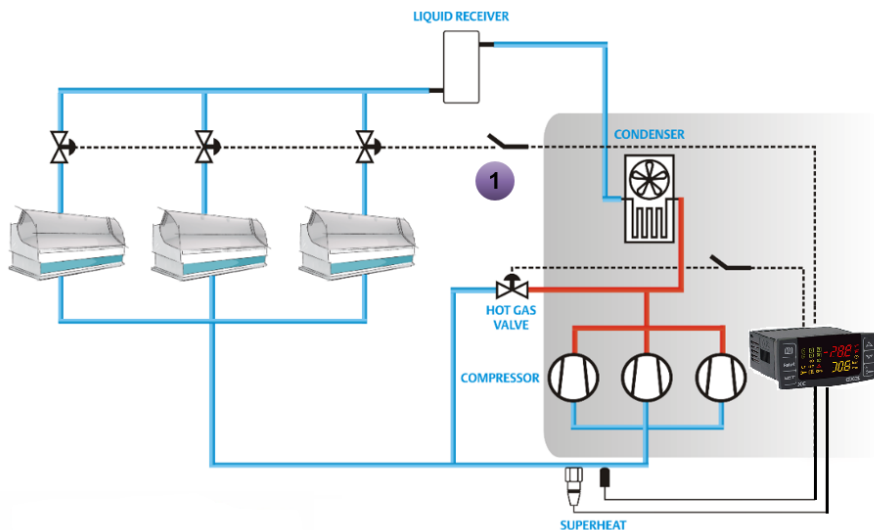 LIQUID RECEIVER
CONDENSER
1
HOT GAS
VALVE
COMPRESSOR
SUPERHEAT